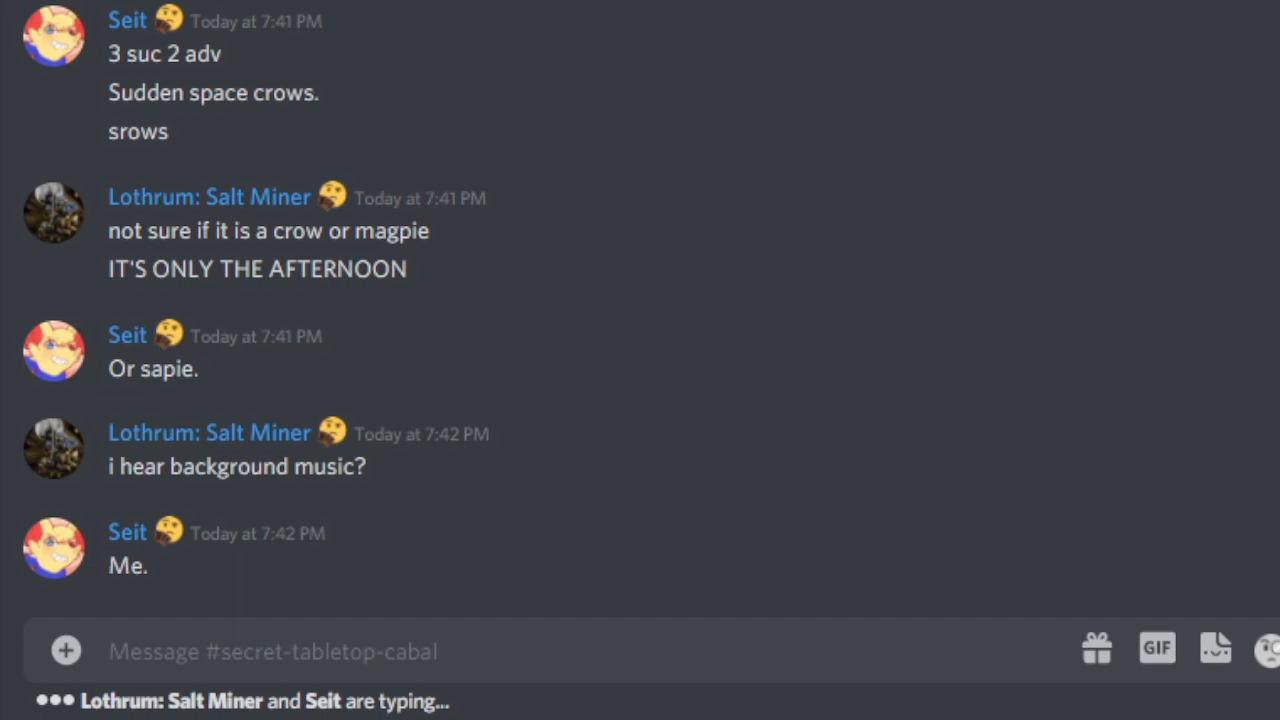 Seit 🤔 Today at 7:41 PM
3 suc 2 adv
Sudden space crows.
srows
Lothrum: Salt Miner 🤔 Today at 7:41 PM
not sure if it is a crow or magpie
IT'S ONLY THE AFTERNOON
Seit 🤔 Today at 7:41 PM
Or sapie.
Lothrum: Salt Miner 🤔 Today at 7:42 PM
i hear background music?
Seit 🤔 Today at 7:42 PM
Me.
Message #secret-tabletop-cabal
GIF
Lothrum: Salt Miner and Seit are typing...